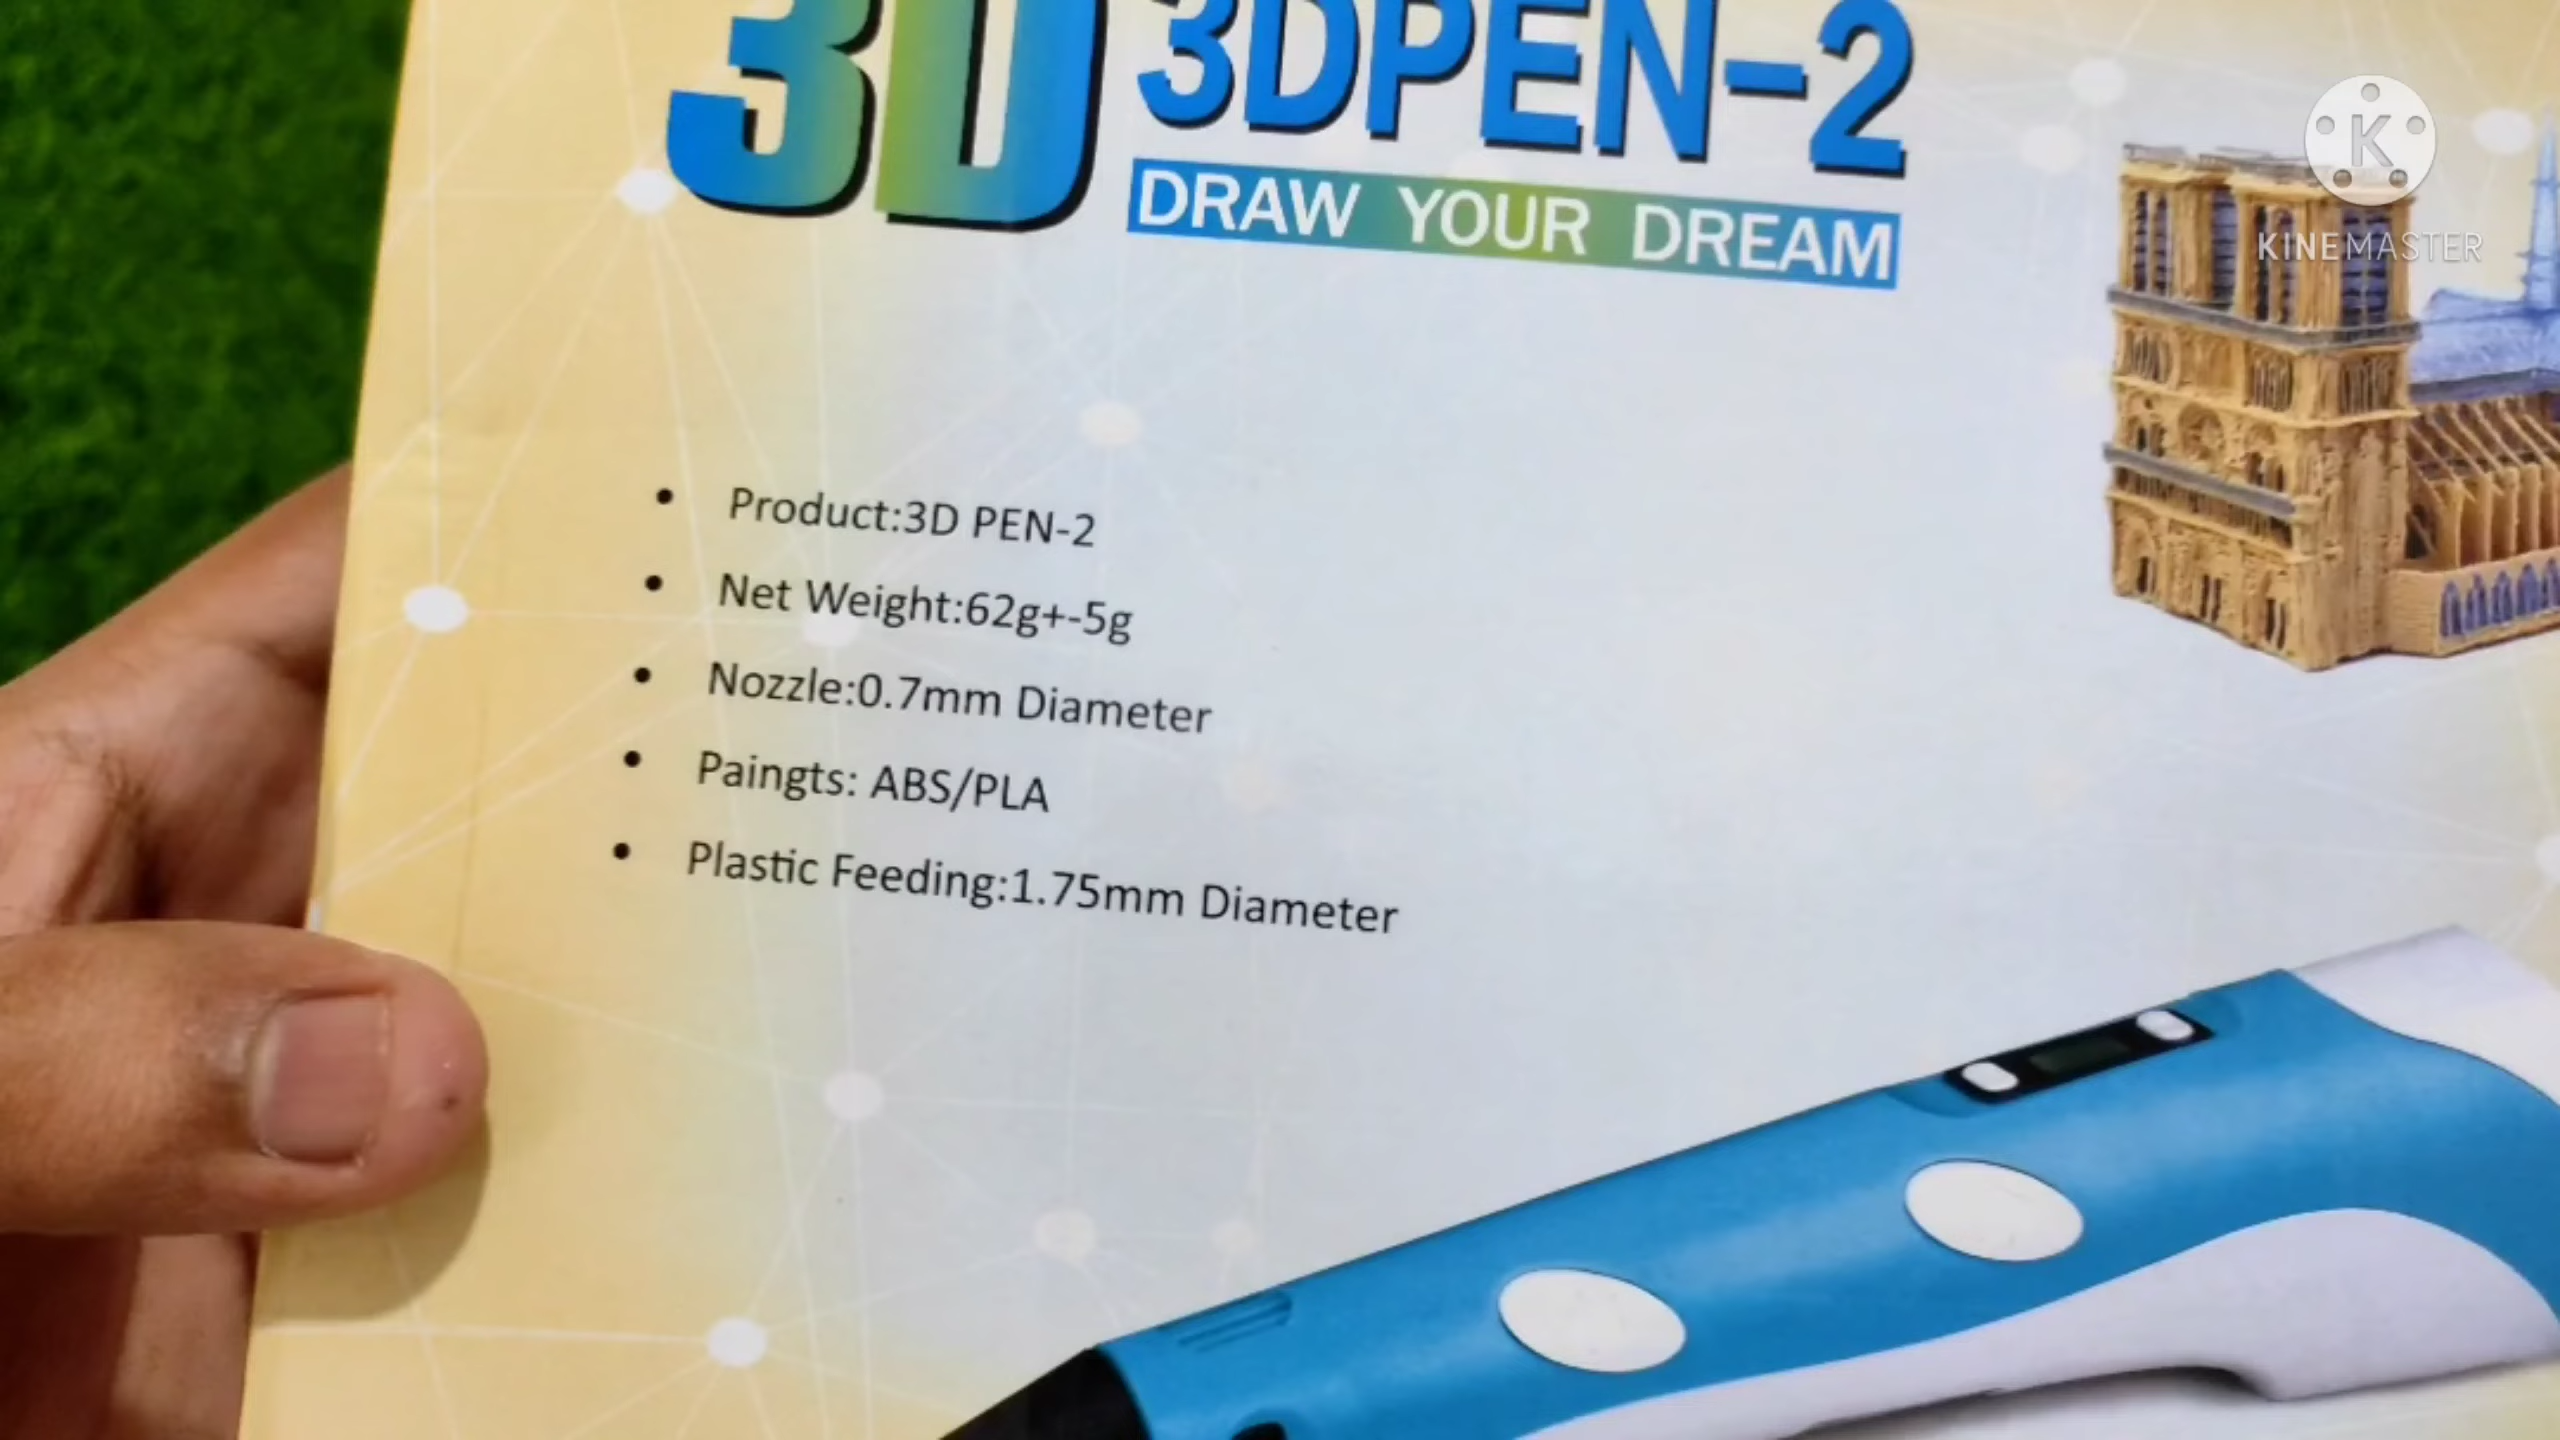 3D 3DPEN-2
DRAW YOUR DREAM
K
KINEMASTER
• Product:3D PEN-2
• Net Weight:62g+-5g
• Nozzle:0.7mm Diameter
• Paingts: ABS/PLA
• Plastic Feeding:1.75mm Diameter